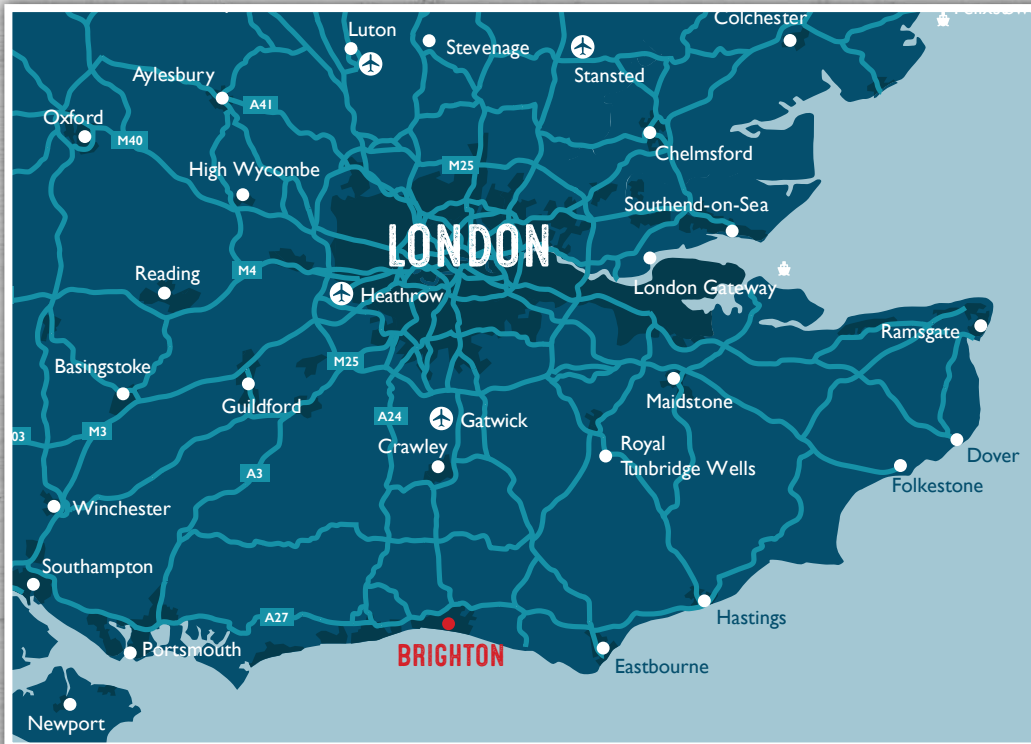 Colchester
Luton
Stevenage
Stansted
Aylesbury
A41
Oxford
M40
Chelmsford
M25
High Wycombe
Southend-on-Sea
LONDON
Reading
M4
Heathrow
London Gateway
Ramsgate
Basingstoke
M25
Guildford
Maidstone
A24
Gatwick
M3
03
Crawley
Royal
Tunbridge Wells
Dover
A3
Folkestone
Winchester
Southampton
A27
Hastings
Portsmouth
BRIGHTON
Eastbourne
Newport